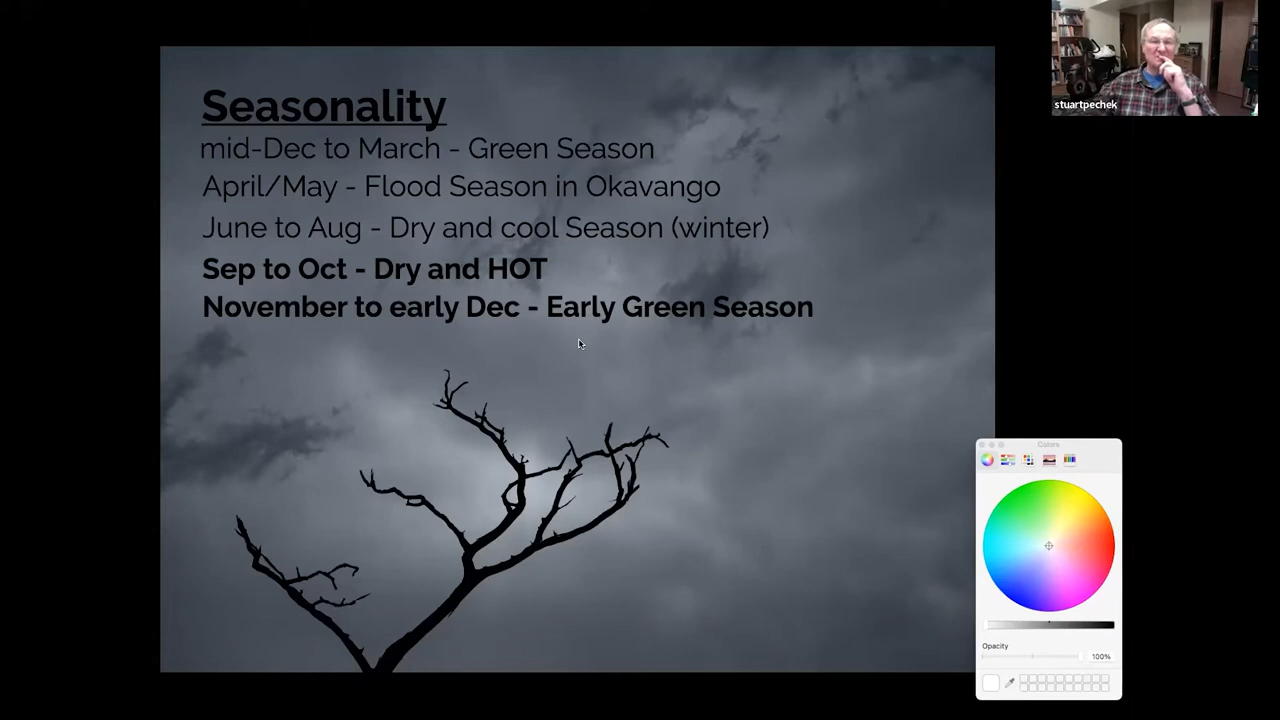 stuartpechek
Seasonality
mid-Dec to March - Green Season
April/May - Flood Season in Okavango
June to Aug - Dry and cool Season (winter)
Sep to Oct - Dry and HOT
November to early Dec - Early Green Season
Colors
Opacity
100%